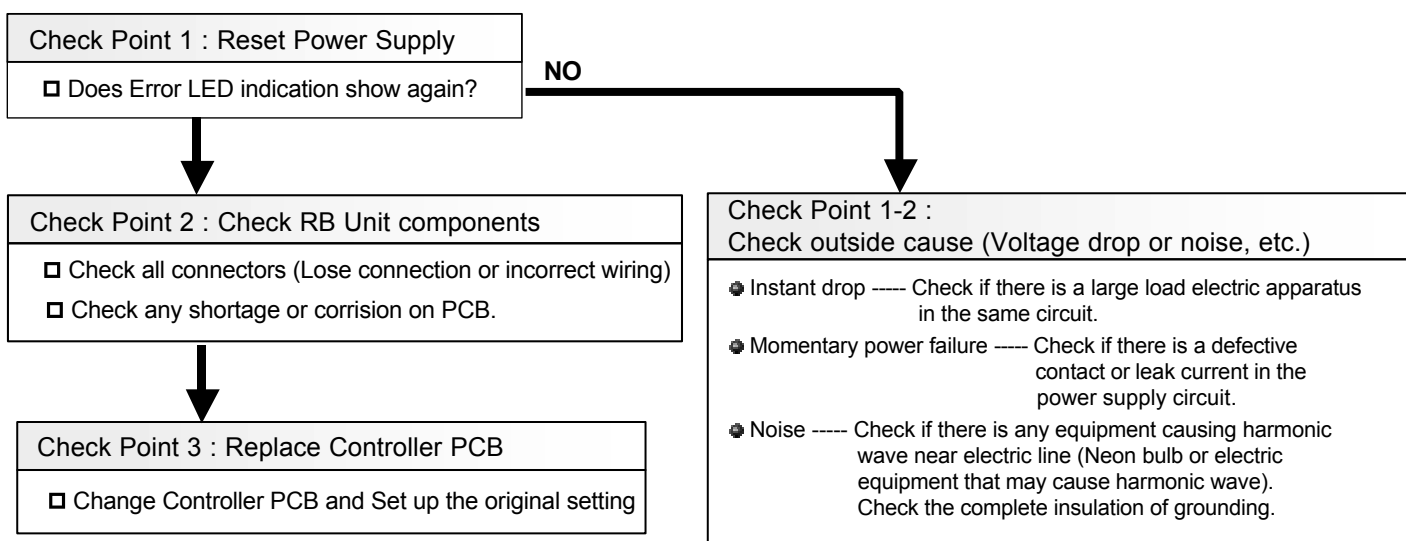 Check Point 1 : Reset Power Supply
Does Error LED indication show again?
NO
Check Point 2 : Check RB Unit components
Check all connectors (Lose connection or incorrect wiring)
Check any shortage or corrision on PCB.
Check Point 3 : Replace Controller PCB
Change Controller PCB and Set up the original setting
Check Point 1-2 :
Check outside cause (Voltage drop or noise, etc.)
Instant drop ----- Check if there is a large load electric apparatus
in the same circuit.
Momentary power failure ----- Check if there is a defective
contact or leak current in the
power supply circuit.
Noise ----- Check if there is any equipment causing harmonic
wave near electric line (Neon bulb or electric
equipment that may cause harmonic wave).
Check the complete insulation of grounding.